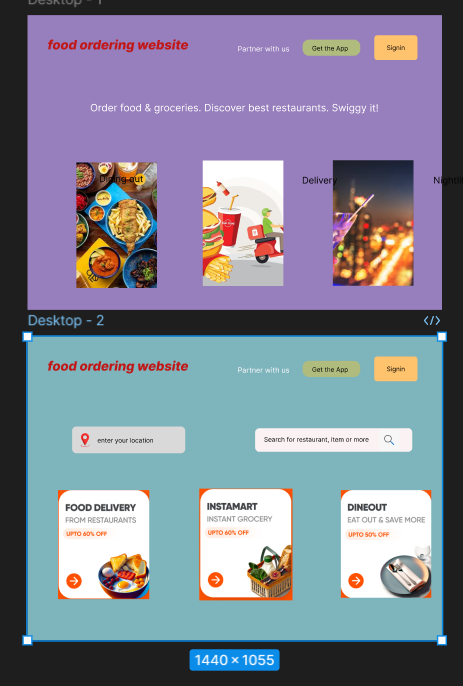 Desktop - 1
food ordering website
Partner with us
Get the App
Signin
Order food & groceries. Discover best restaurants. Swiggy it!
Dining out
Delivery
Desktop - 2
</>
food ordering website
Partner with us
Get the App
Signin
enter your location
Search for restaurant, item or more
FOOD DELIVERY
FROM RESTAURANTS
UPTO 60% OFF
INSTAMART
INSTANT GROCERY
UPTO 60% OFF
DINEOUT
EAT OUT & SAVE MORE
UPTO 50% OFF
1440 × 1055